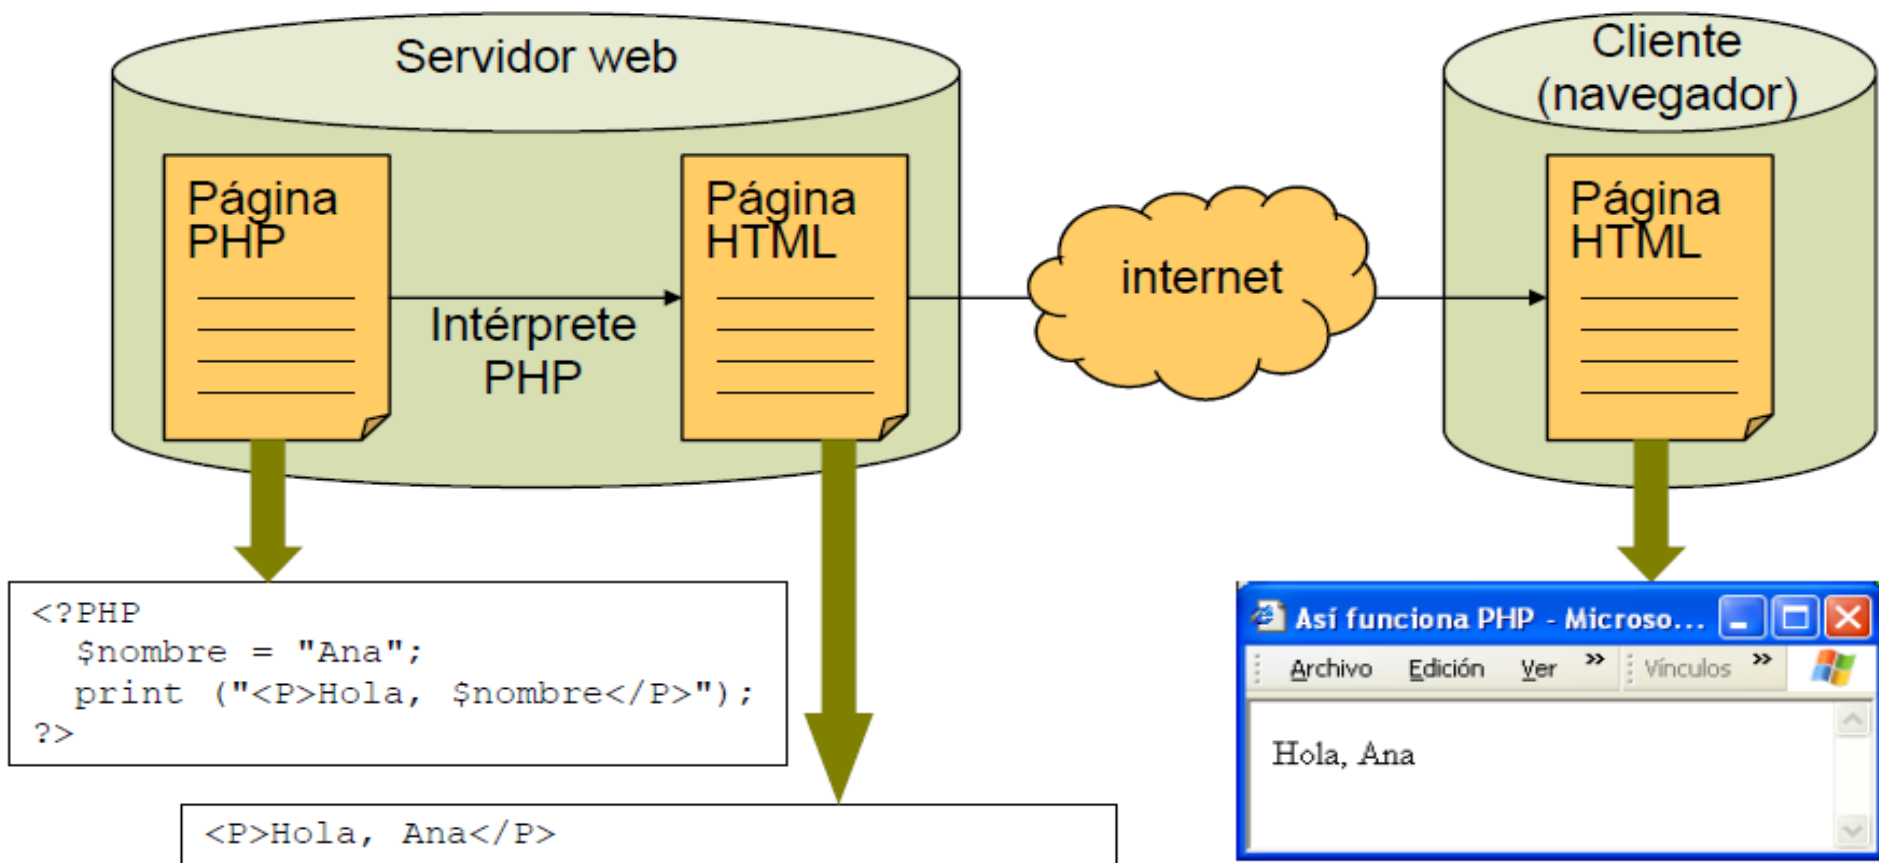 Servidor web
Cliente
(navegador)
Página
PHP
Intérprete
PHP
Página
HTML
internet
Página
HTML
<?PHP
  $nombre = "Ana";
  print ("<P>Hola, $nombre</P>");
?>
<P>Hola, Ana</P>
Así funciona PHP - Microso...
Archivo Edición Ver » Vínculos »
Hola, Ana